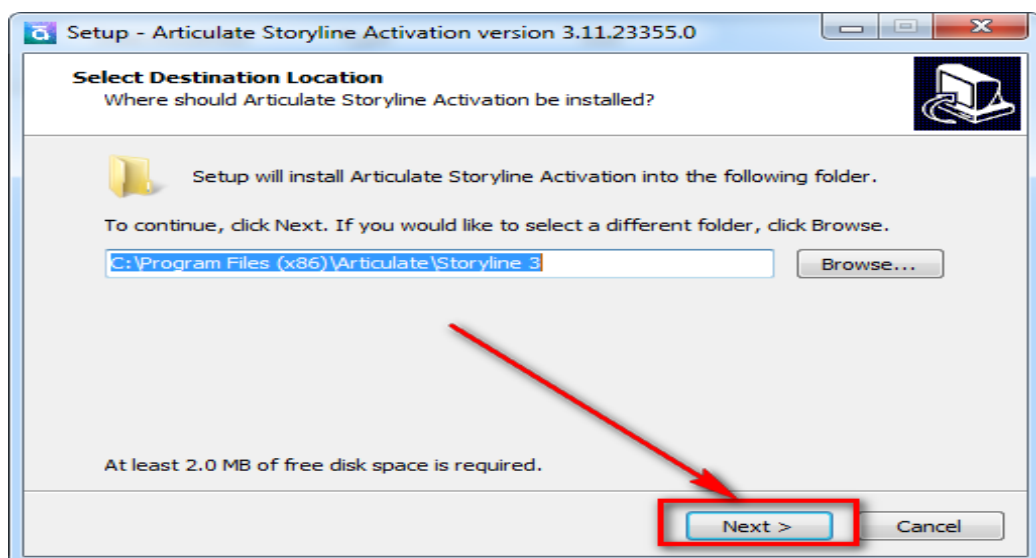 Setup - Articulate Storyline Activation version 3.11.23355.0
Select Destination Location
Where should Articulate Storyline Activation be installed?
Setup will install Articulate Storyline Activation into the following folder.
To continue, click Next. If you would like to select a different folder, click Browse.
C:\Program Files (x86)\Articulate\Storyline 3
Browse...
At least 2.0 MB of free disk space is required.
Next >
Cancel